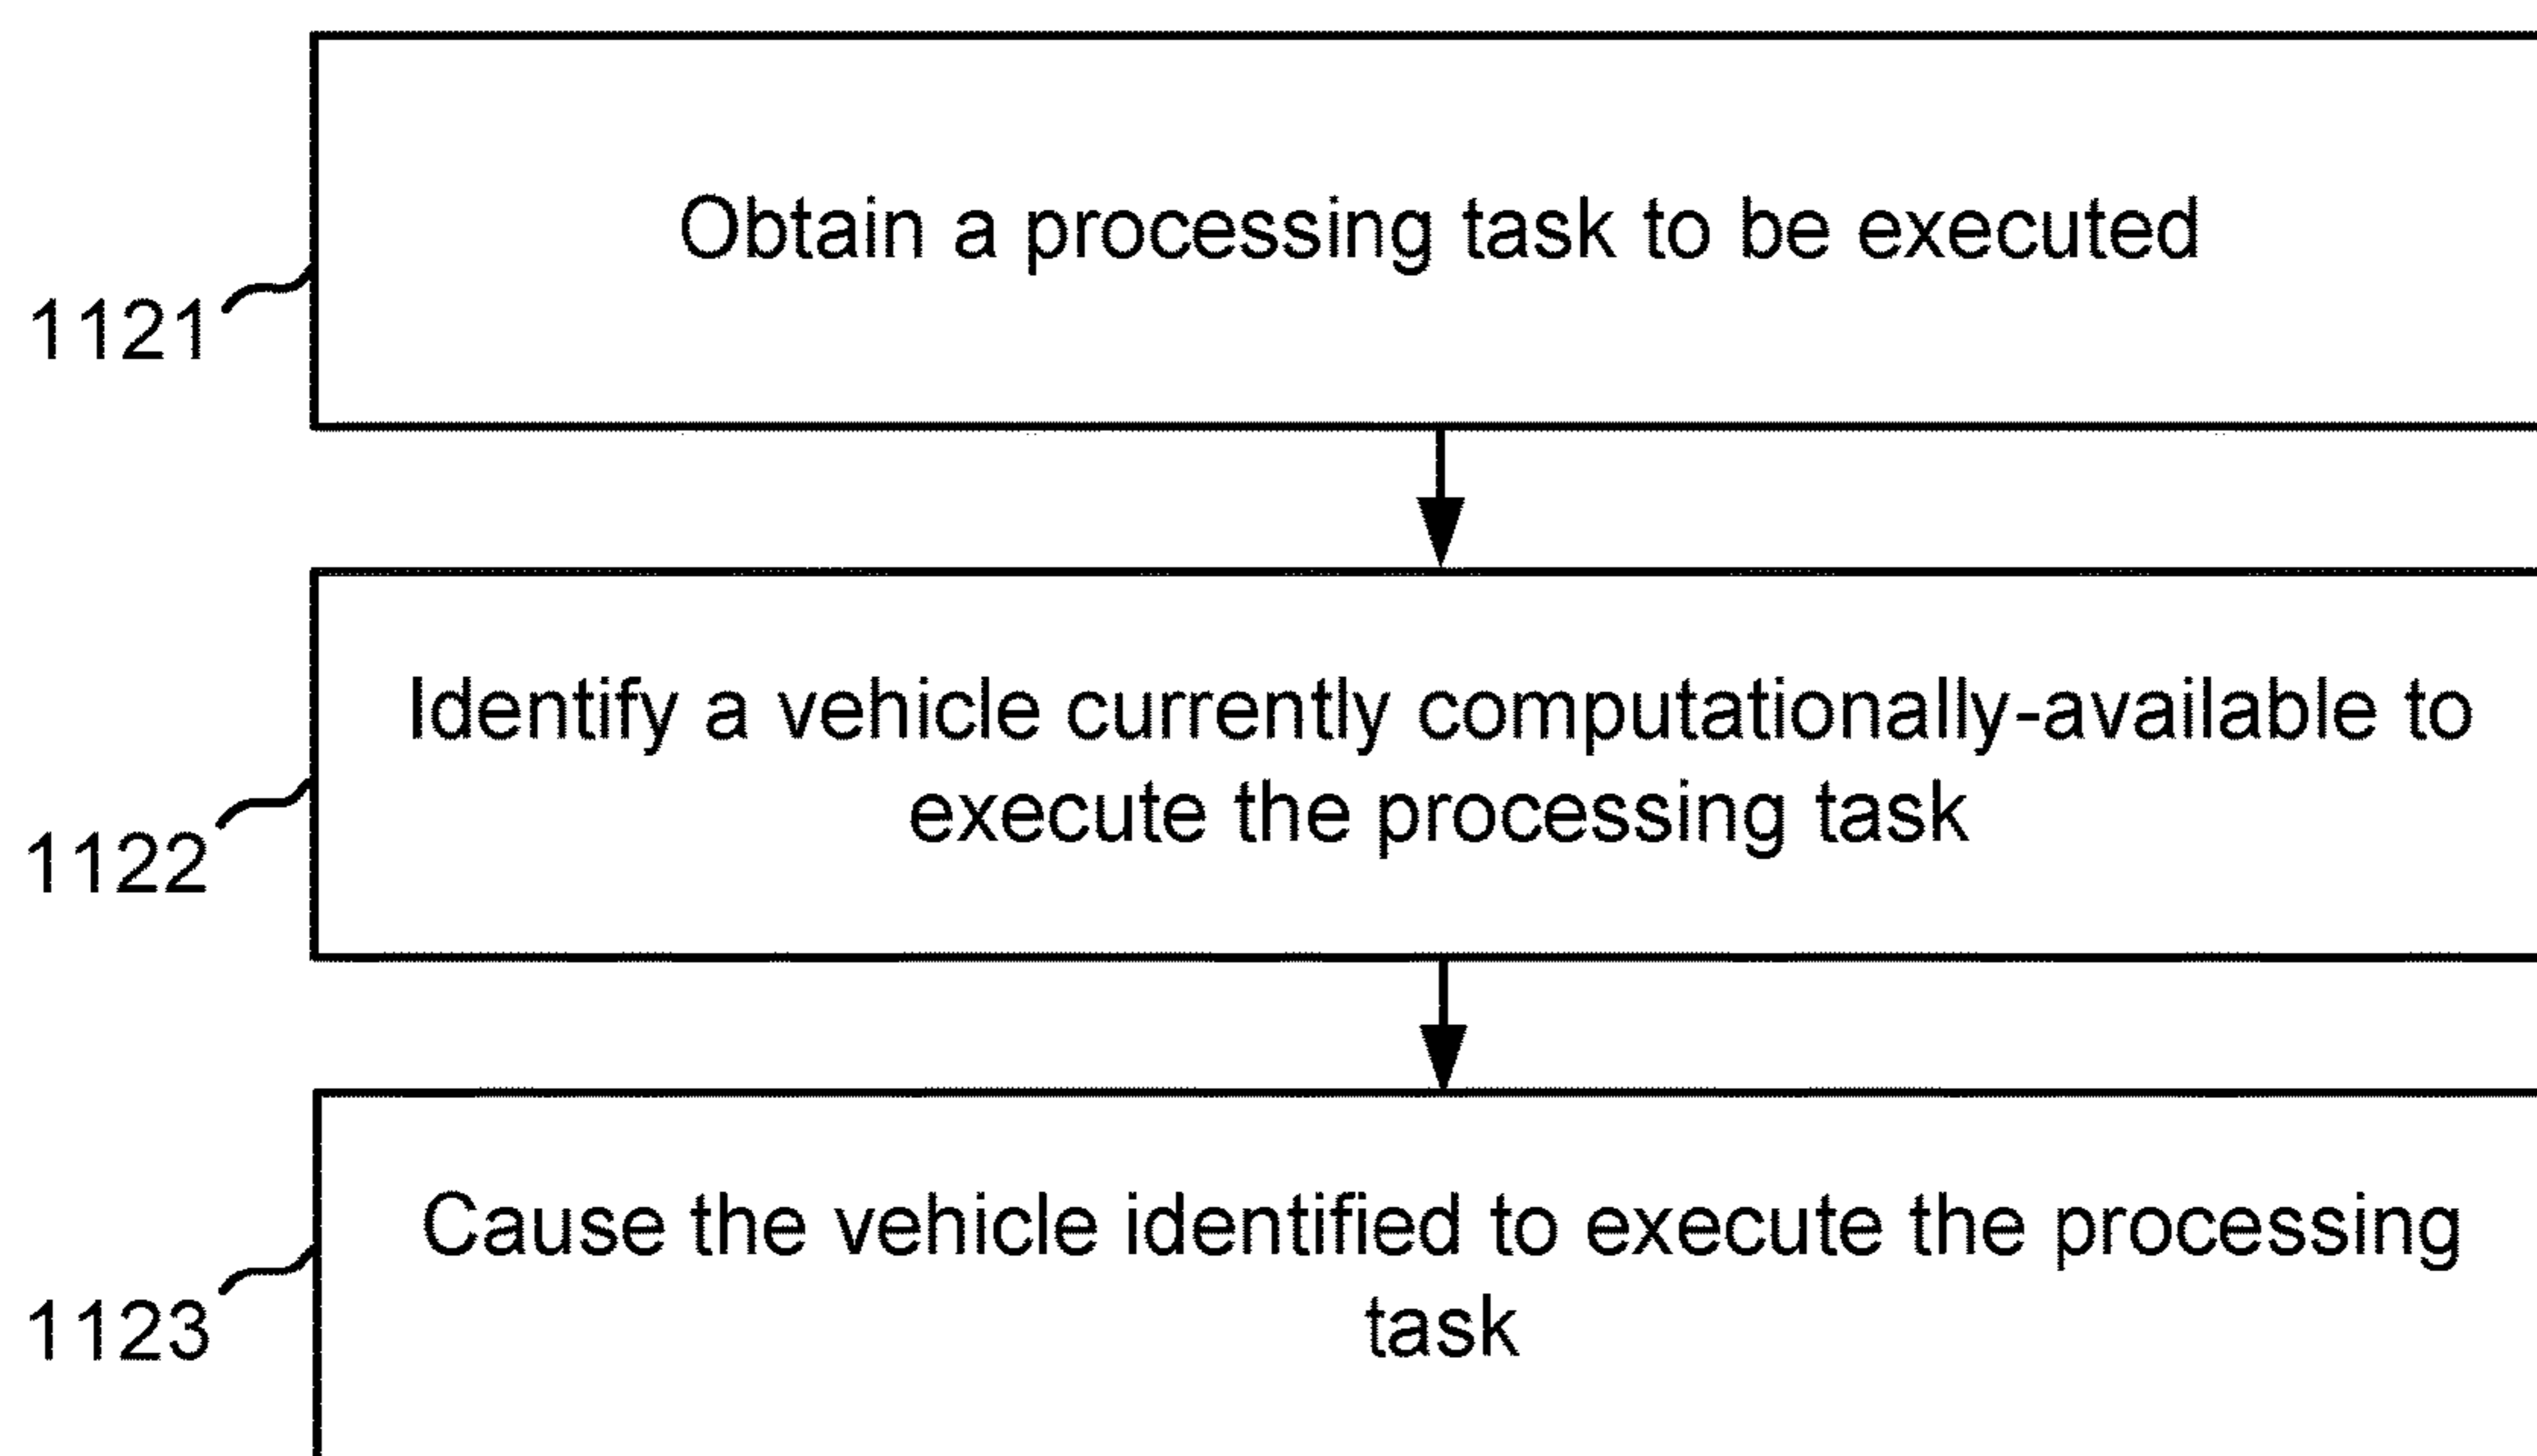 Obtain a processing task to be executed
1121
Identify a vehicle currently computationally-available to
execute the processing task
1122
Cause the vehicle identified to execute the processing
task
1123